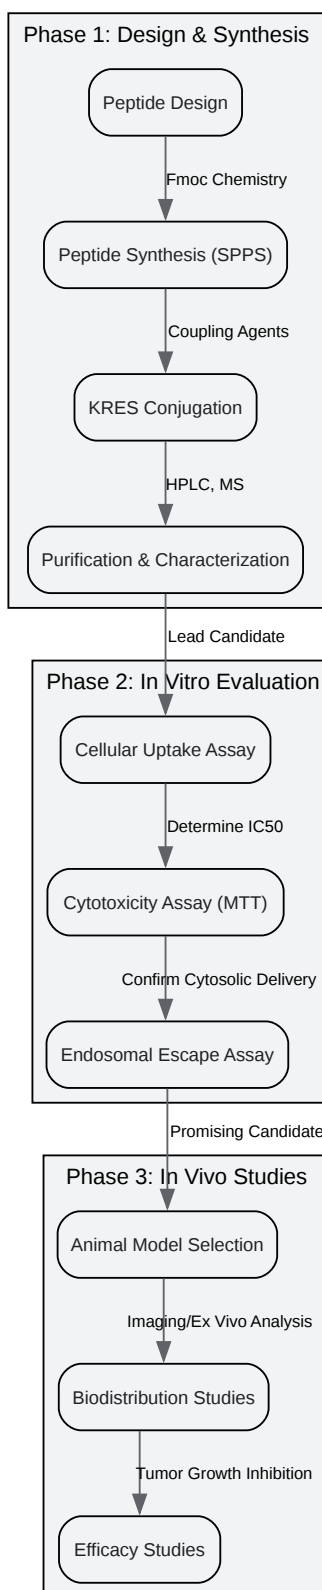 Phase 1: Design & Synthesis
Peptide Design
Fmoc Chemistry
Peptide Synthesis (SPPS)
Coupling Agents
KRES Conjugation
HPLC, MS
Purification & Characterization
Lead Candidate
Phase 2: In Vitro Evaluation
Cellular Uptake Assay
Determine IC50
Cytotoxicity Assay (MTT)
Confirm Cytosolic Delivery
Endosomal Escape Assay
Promising Candidate
Phase 3: In Vivo Studies
Animal Model Selection
Imaging/Ex Vivo Analysis
Biodistribution Studies
Tumor Growth Inhibition
Efficacy Studies